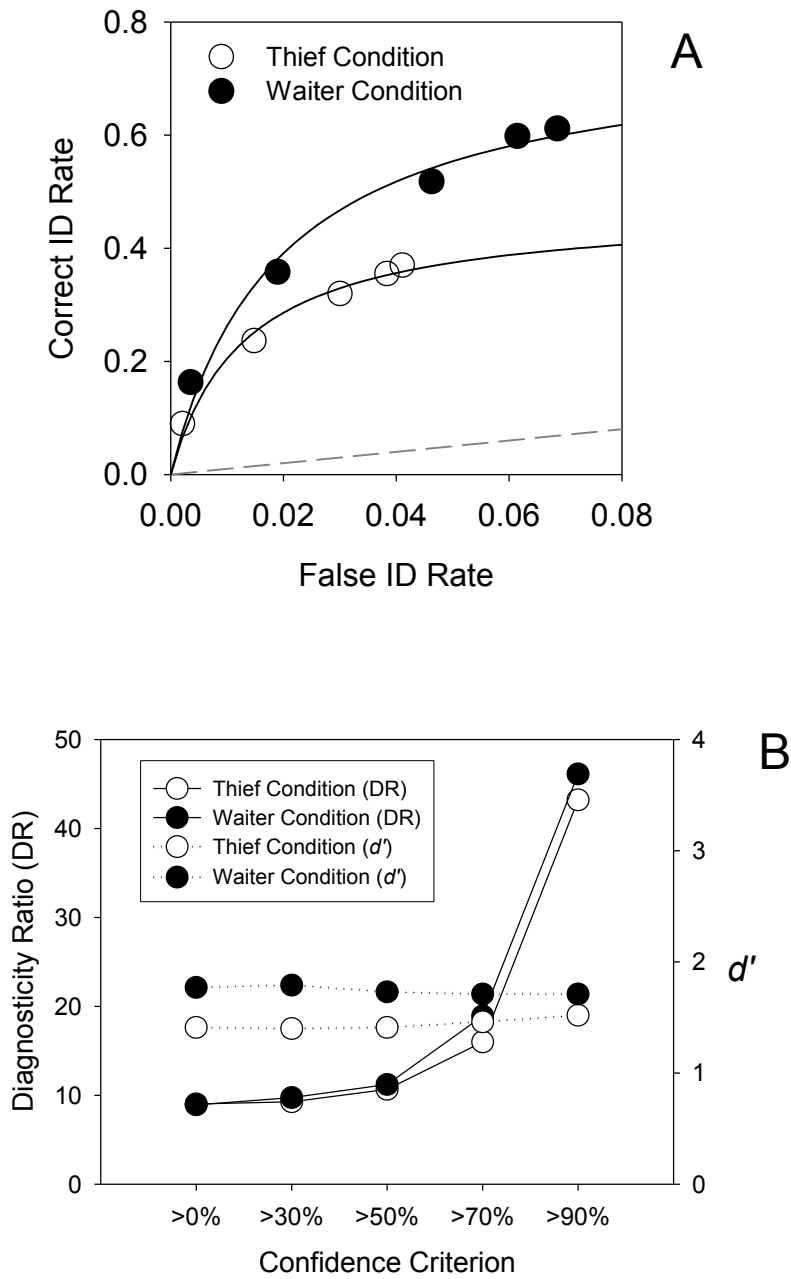 A
0.8
0.6
0.4
0.2
0.0
Correct ID Rate
Thief Condition
Waiter Condition
0.00 0.02 0.04 0.06 0.08
False ID Rate
B
50
40
30
20
10
0
Diagnosticity Ratio (DR)
Thief Condition (DR)
Waiter Condition (DR)
Thief Condition (d')
Waiter Condition (d')
4
3
2
1
0
d'
>0% >30% >50% >70% >90%
Confidence Criterion